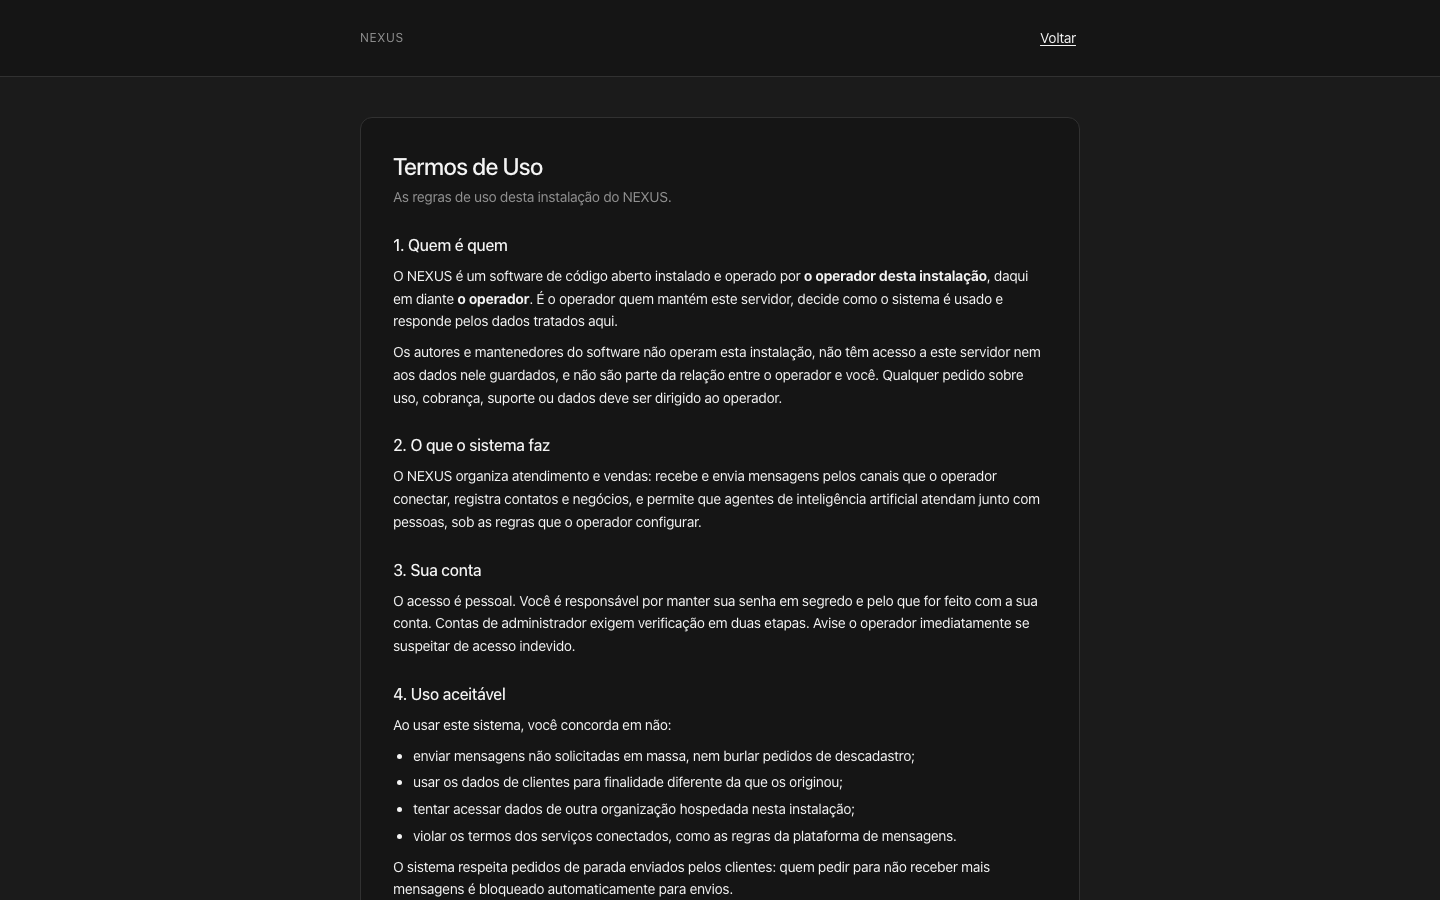 NEXUS
Voltar
Termos de Uso
As regras de uso desta instalação do NEXUS.
1. Quem é quem
O NEXUS é um software de código aberto instalado e operado por o operador desta instalação, daqui
em diante o operador. É o operador quem mantém este servidor, decide como o sistema é usado e
responde pelos dados tratados aqui.
Os autores e mantenedores do software não operam esta instalação, não têm acesso a este servidor nem
aos dados nele guardados, e não são parte da relação entre o operador e você. Qualquer pedido sobre
uso, cobrança, suporte ou dados deve ser dirigido ao operador.
2. O que o sistema faz
O NEXUS organiza atendimento e vendas: recebe e envia mensagens pelos canais que o operador
conectar, registra contatos e negócios, e permite que agentes de inteligência artificial atendam junto com
pessoas, sob as regras que o operador configurar.
3. Sua conta
O acesso é pessoal. Você é responsável por manter sua senha em segredo e pelo que for feito com a sua
conta. Contas de administrador exigem verificação em duas etapas. Avise o operador imediatamente se
suspeitar de acesso indevido.
4. Uso aceitável
Ao usar este sistema, você concorda em não:
• enviar mensagens não solicitadas em massa, nem burlar pedidos de descadastro;
• usar os dados de clientes para finalidade diferente da que os originou;
• tentar acessar dados de outra organização hospedada nesta instalação;
• violar os termos dos serviços conectados, como as regras da plataforma de mensagens.
O sistema respeita pedidos de parada enviados pelos clientes: quem pedir para não receber mais
mensagens é bloqueado automaticamente para envios.